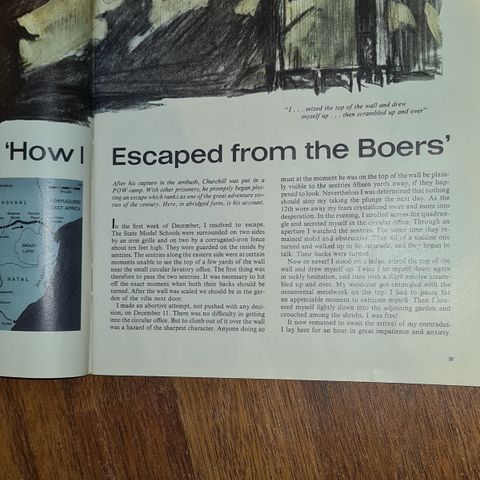 "I . . . seized the top of the wall and drew
myself up . . . then scrambled up and over"
'How I Escaped from the Boers'
After his capture in the ambush, Churchill was put in a
POW camp. With other prisoners, he promptly began plot-
ting an escape which ranks as one of the great adventure sto-
ries of the century. Here, in abridged form, is his account.
In the first week of December, I resolved to escape.
The State Model Schools were surrounded on two sides
by an iron grille and on two by a corrugated-iron fence
about ten feet high. They were guarded on the inside by
sentries. The sentries along the eastern side were at certain
moments unable to see the top of a few yards of the wall
near the small circular lavatory office. The first thing was
therefore to pass the two sentries. It was necessary to hit
off the exact moment when both their backs should be
turned. After the wall was scaled we should be in the gar-
den of the villa next door.
I made an abortive attempt, not pushed with any deci-
sion, on December 11. There was no difficulty in getting
into the circular office. But to climb out of it over the wall
was a hazard of the sharpest character. Anyone doing so
must at the moment he was on the top of the wall be plain-
ly visible to the sentries fifteen yards away, if they hap-
pened to look. Nevertheless I was determined that nothing
should stop my taking the plunge the next day. As the
12th wore away my fears crystallized more and more into
desperation. In the evening, I strolled across the quadran-
gle and secreted myself in the circular office. Through an
aperture I watched the sentries. For some time they re-
mained stolid and obstructive. Then all of a sudden one
turned and walked up to his comrade, and they began to
talk. Their backs were turned.
Now or never! I stood on a ledge, seized the top of the
wall and drew myself up. Twice I let myself down again
in sickly hesitation, and then with a third resolve scram-
bled up and over. My waistcoat got entangled with the
ornamental metalwork on the top. I had to pause for
an appreciable moment to extricate myself. Then I low-
ered myself lightly down into the adjoining garden and
crouched among the shrubs. I was free!
It now remained to await the arrival of my comrades.
I lay here for an hour in great impatience and anxiety.
NSVAAL
PORTUGUESE
EAST AFRICA
SWAZI-
LAND
NATAL
31